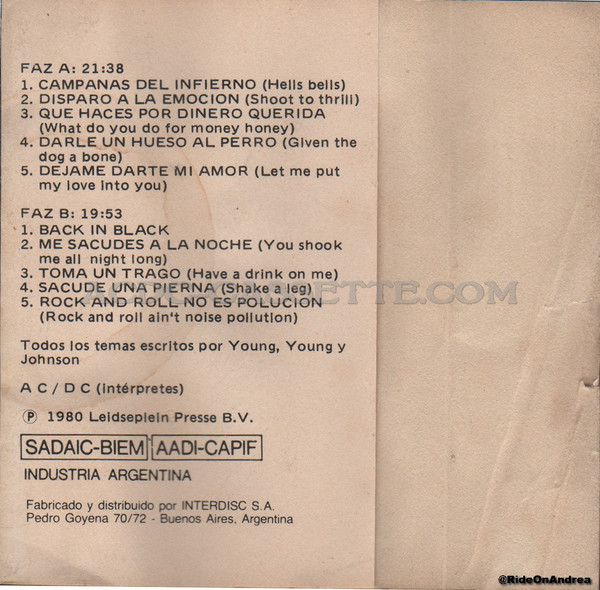 FAZ A: 21:38
1. CAMPANAS DEL INFIERNO (Hells bells)
2. DISPARO A LA EMOCION (Shoot to thrill)
3. QUE HACES POR DINERO QUERIDA
(What do you do for money honey)
4. DARLE UN HUESO AL PERRO (Given the
dog a bone)
5. DEJAME DARTE MI AMOR (Let me put
my love into you)
FAZ B: 19:53
1. BACK IN BLACK
2. ME SACUDES A LA NOCHE (You shook
me all night long)
3. TOMA UN TRAGO (Have a drink on me)
4. SACUDE UNA PIERNA (Shake a leg)
5. ROCK AND ROLL NO ES POLUCION
(Rock and roll ain't noise pollution)
Todos los temas escritos por Young, Young y
Johnson
AC/DC (intérpretes)
Ⓟ 1980 Leidseplein Presse B.V.
SADAIC-BIEM AADI-CAPIF
INDUSTRIA ARGENTINA
Fabricado y distribuido por INTERDISC S.A.
Pedro Goyena 70/72 - Buenos Aires, Argentina
@RideOnAndrea